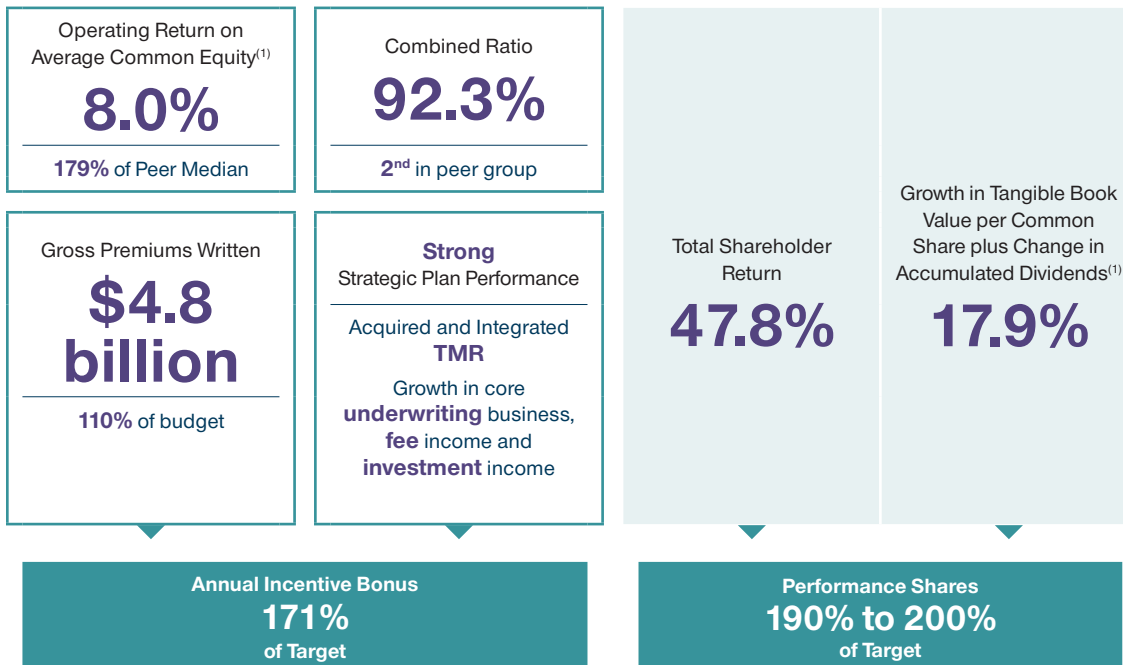 Operating Return on
Average Common Equity(1)
8.0%
179% of Peer Median
Combined Ratio
92.3%
2nd in peer group
Gross Premiums Written
$4.8
billion
110% of budget
Strong
Strategic Plan Performance
Acquired and Integrated
TMR
Growth in core
underwriting business,
fee income and
investment income
Total Shareholder
Return
47.8%
Growth in Tangible Book
Value per Common
Share plus Change in
Accumulated Dividends(1)
17.9%
Annual Incentive Bonus
171%
of Target
Performance Shares
190% to 200%
of Target